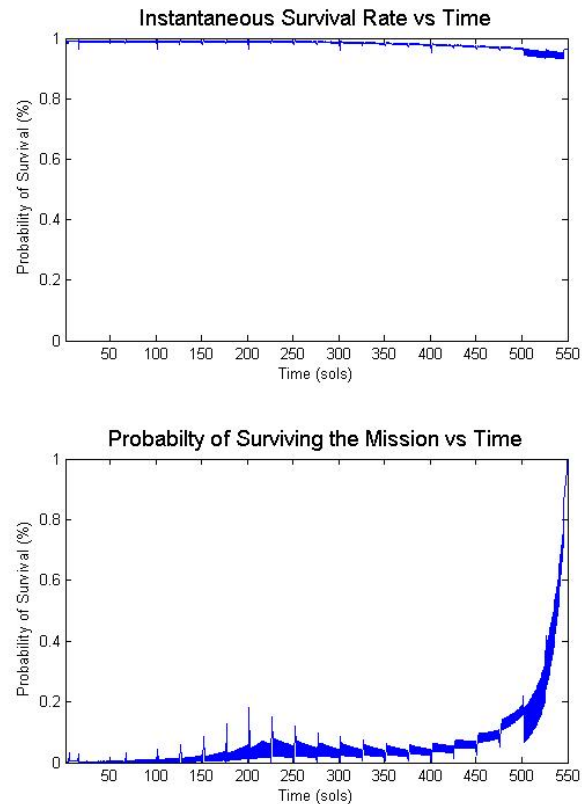 Instantaneous Survival Rate vs Time
Probability of Survival (%)
1
0.8
0.6
0.4
0.2
0
50 100 150 200 250 300 350 400 450 500 550
Time (sols)
Probabilty of Surviving the Mission vs Time
Probability of Survival (%)
1
0.8
0.6
0.4
0.2
0
50 100 150 200 250 300 350 400 450 500 550
Time (sols)